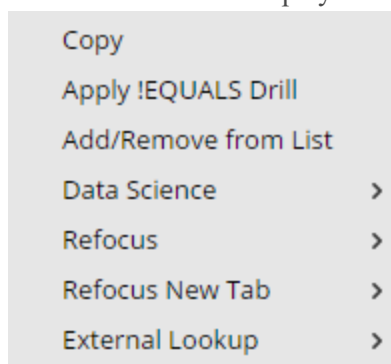 Copy
Apply !EQUALS Drill
Add/Remove from List
Data Science
Refocus
Refocus New Tab
External Lookup